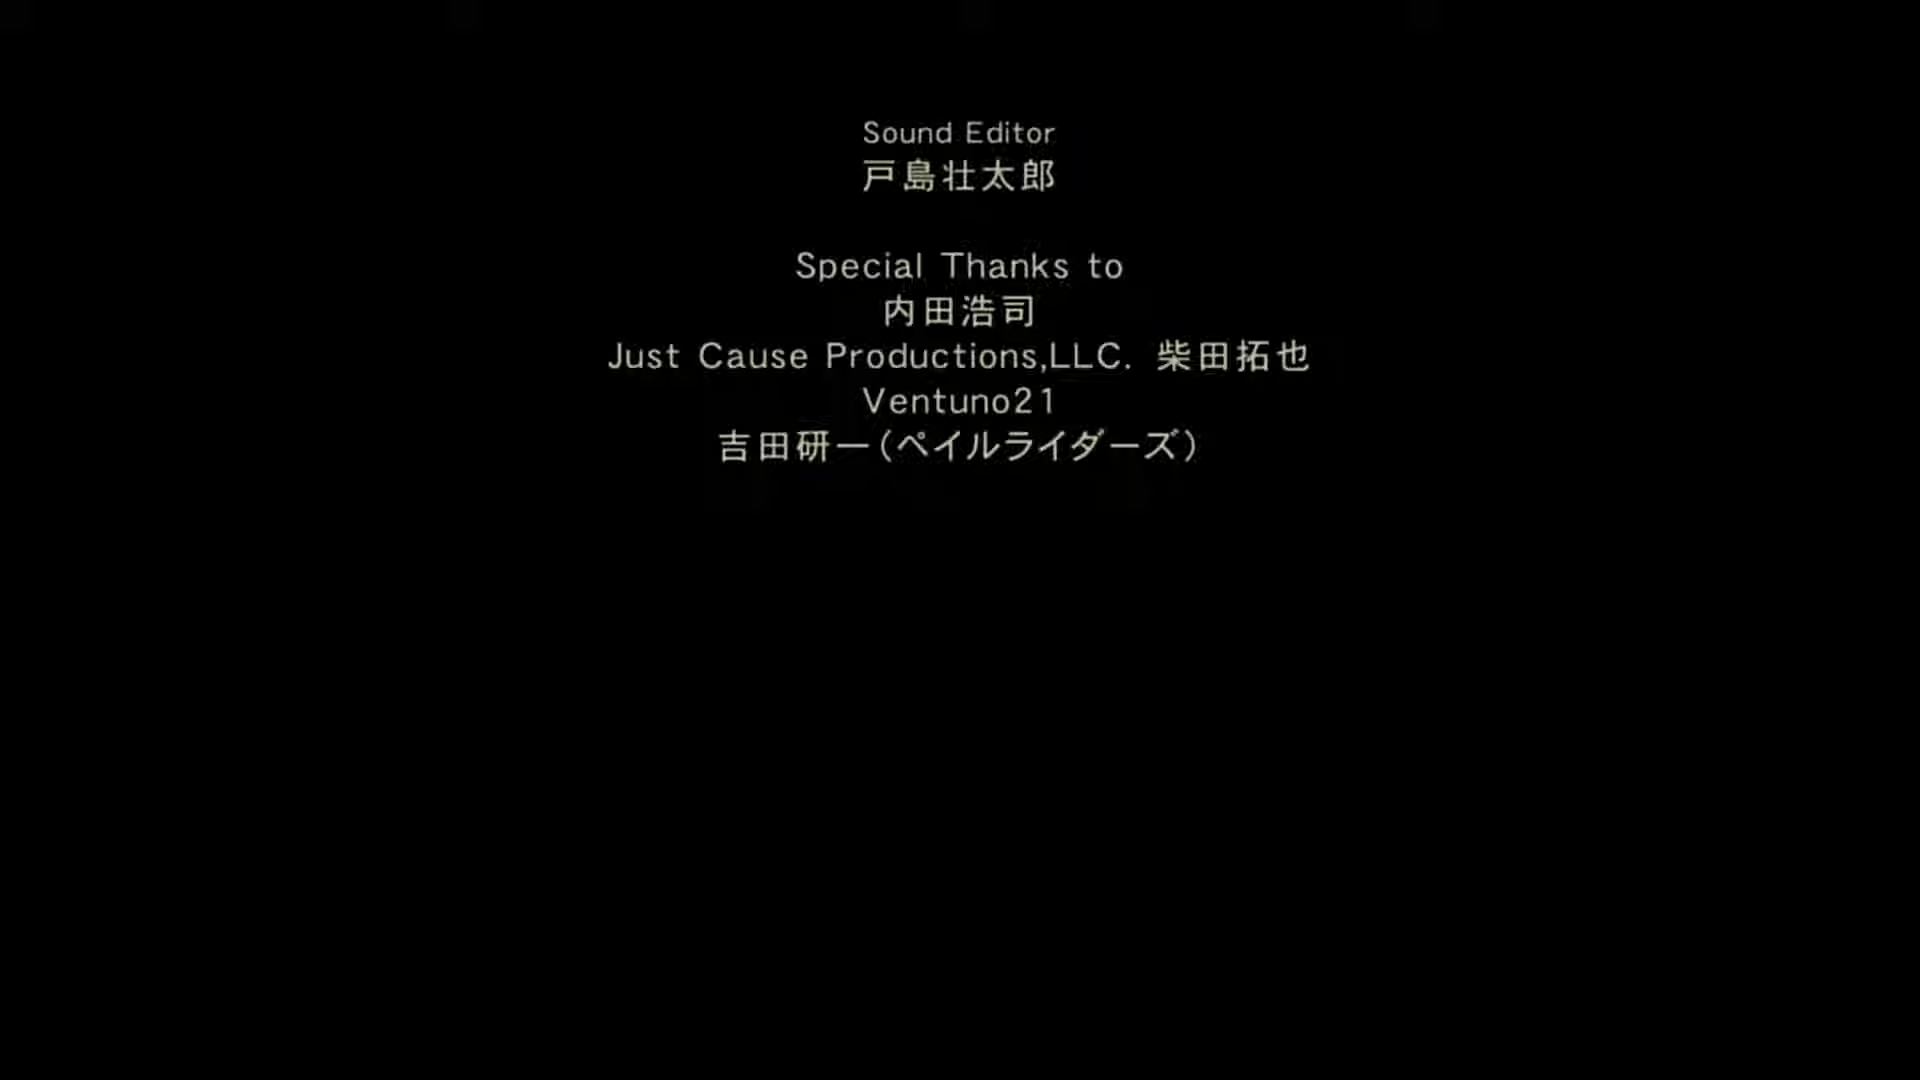 Sound Editor
戸島壮太郎
Special Thanks to
内田浩司
Just Cause Productions,LLC. 柴田拓也
Ventuno21
吉田研一(ペイルライダーズ)